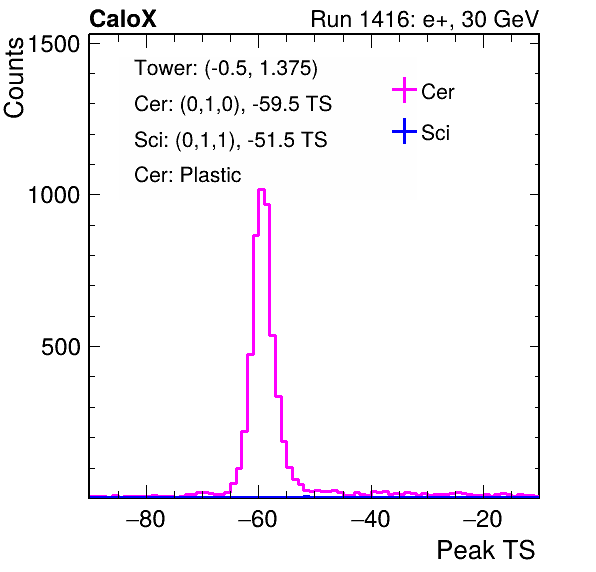 CaloX Run 1416: e+, 30 GeV
Counts
1500
1000
500
Tower: (-0.5, 1.375)
Cer: (0,1,0), -59.5 TS
Sci: (0,1,1), -51.5 TS
Cer: Plastic
Cer
Sci
−80 −60 −40 −20
Peak TS